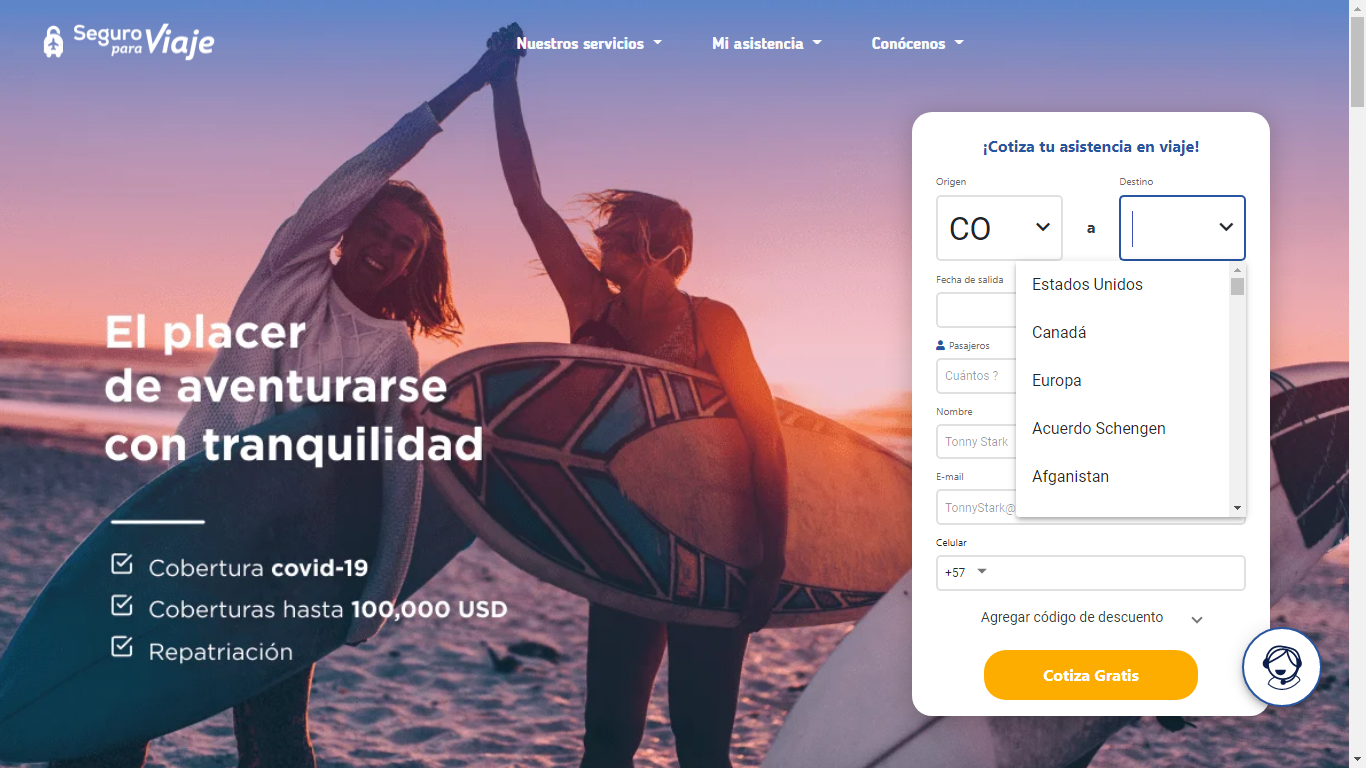 Seguro
para Viaje
Nuestros servicios
Mi asistencia
Conócenos
El placer
de aventurarse
con tranquilidad
Cobertura covid-19
Coberturas hasta 100,000 USD
Repatriación
¡Cotiza tu asistencia en viaje!
Origen
Destino
CO
a
Estados Unidos
Canadá
Europa
Acuerdo Schengen
Afganistan
Fecha de salida
Pasajeros
Cuántos ?
Nombre
Tonny Stark
E-mail
TonnyStark@
Celular
+57
Agregar código de descuento
Cotiza Gratis